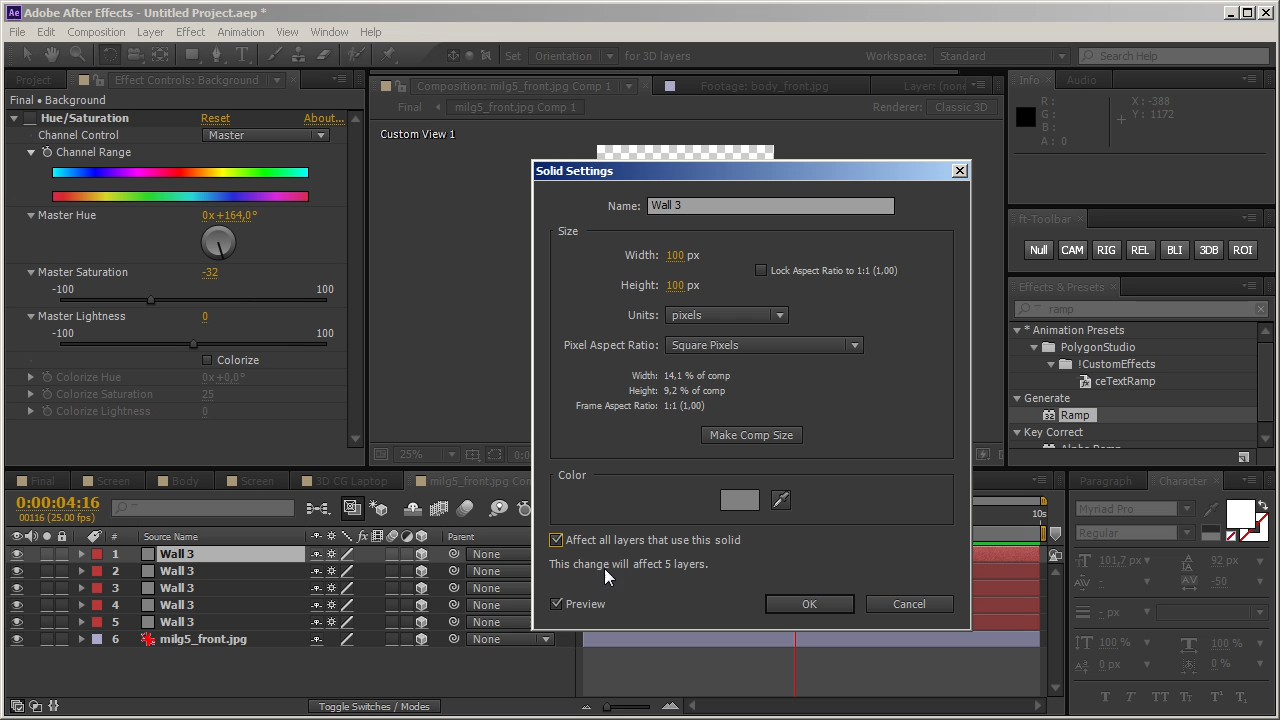 Adobe After Effects - Untitled Project.aep *
File Edit Composition Layer Effect Animation View Window Help
Set Orientation for 3D layers Workspace: Standard Search Help
Project Effect Controls: Background
Final • Background
Hue/Saturation Reset About...
Channel Control Master
Channel Range
Master Hue 0x+164,0°
Master Saturation -32
-100 100
Master Lightness 0
-100 100
Colorize
Colorize Hue 0x+0,0°
Colorize Saturation 25
Colorize Lightness 0
Composition: milg5_front.jpg Comp 1 Footage: body_front.jpg Layer: (none
Final milg5_front.jpg Comp 1 Renderer: Classic 3D
Custom View 1
25%
Solid Settings
Name: Wall 3
Size
Width: 100 px
Lock Aspect Ratio to 1:1 (1,00)
Height: 100 px
Units: pixels
Pixel Aspect Ratio: Square Pixels
Width: 14,1 % of comp
Height: 9,2 % of comp
Frame Aspect Ratio: 1:1 (1,00)
Make Comp Size
Color
Affect all layers that use this solid
This change will affect 5 layers.
Preview OK Cancel
Info Audio
R: X: -388
G: Y: 1172
B:
A: 0
ft-Toolbar
Null CAM RIG REL BLI 3DB ROI
Effects & Presets
ramp
* Animation Presets
PolygonStudio
!CustomEffects
ceTextRamp
Generate
Ramp
Key Correct
Final Screen Body Screen 3D CG Laptop milg5_front.jpg Com
0:00:04:16
00116 (25.00 fps)
10s
# Source Name fx Parent
1 Wall 3 None
2 Wall 3 None
3 Wall 3 None
4 Wall 3 None
5 Wall 3 None
6 milg5_front.jpg None
Toggle Switches / Modes
Paragraph Character
Myriad Pro
Regular
101,7 px 92 px
-50
- px
100 % 100 %
0 px 0 %
T T TT Tt T¹ T₁